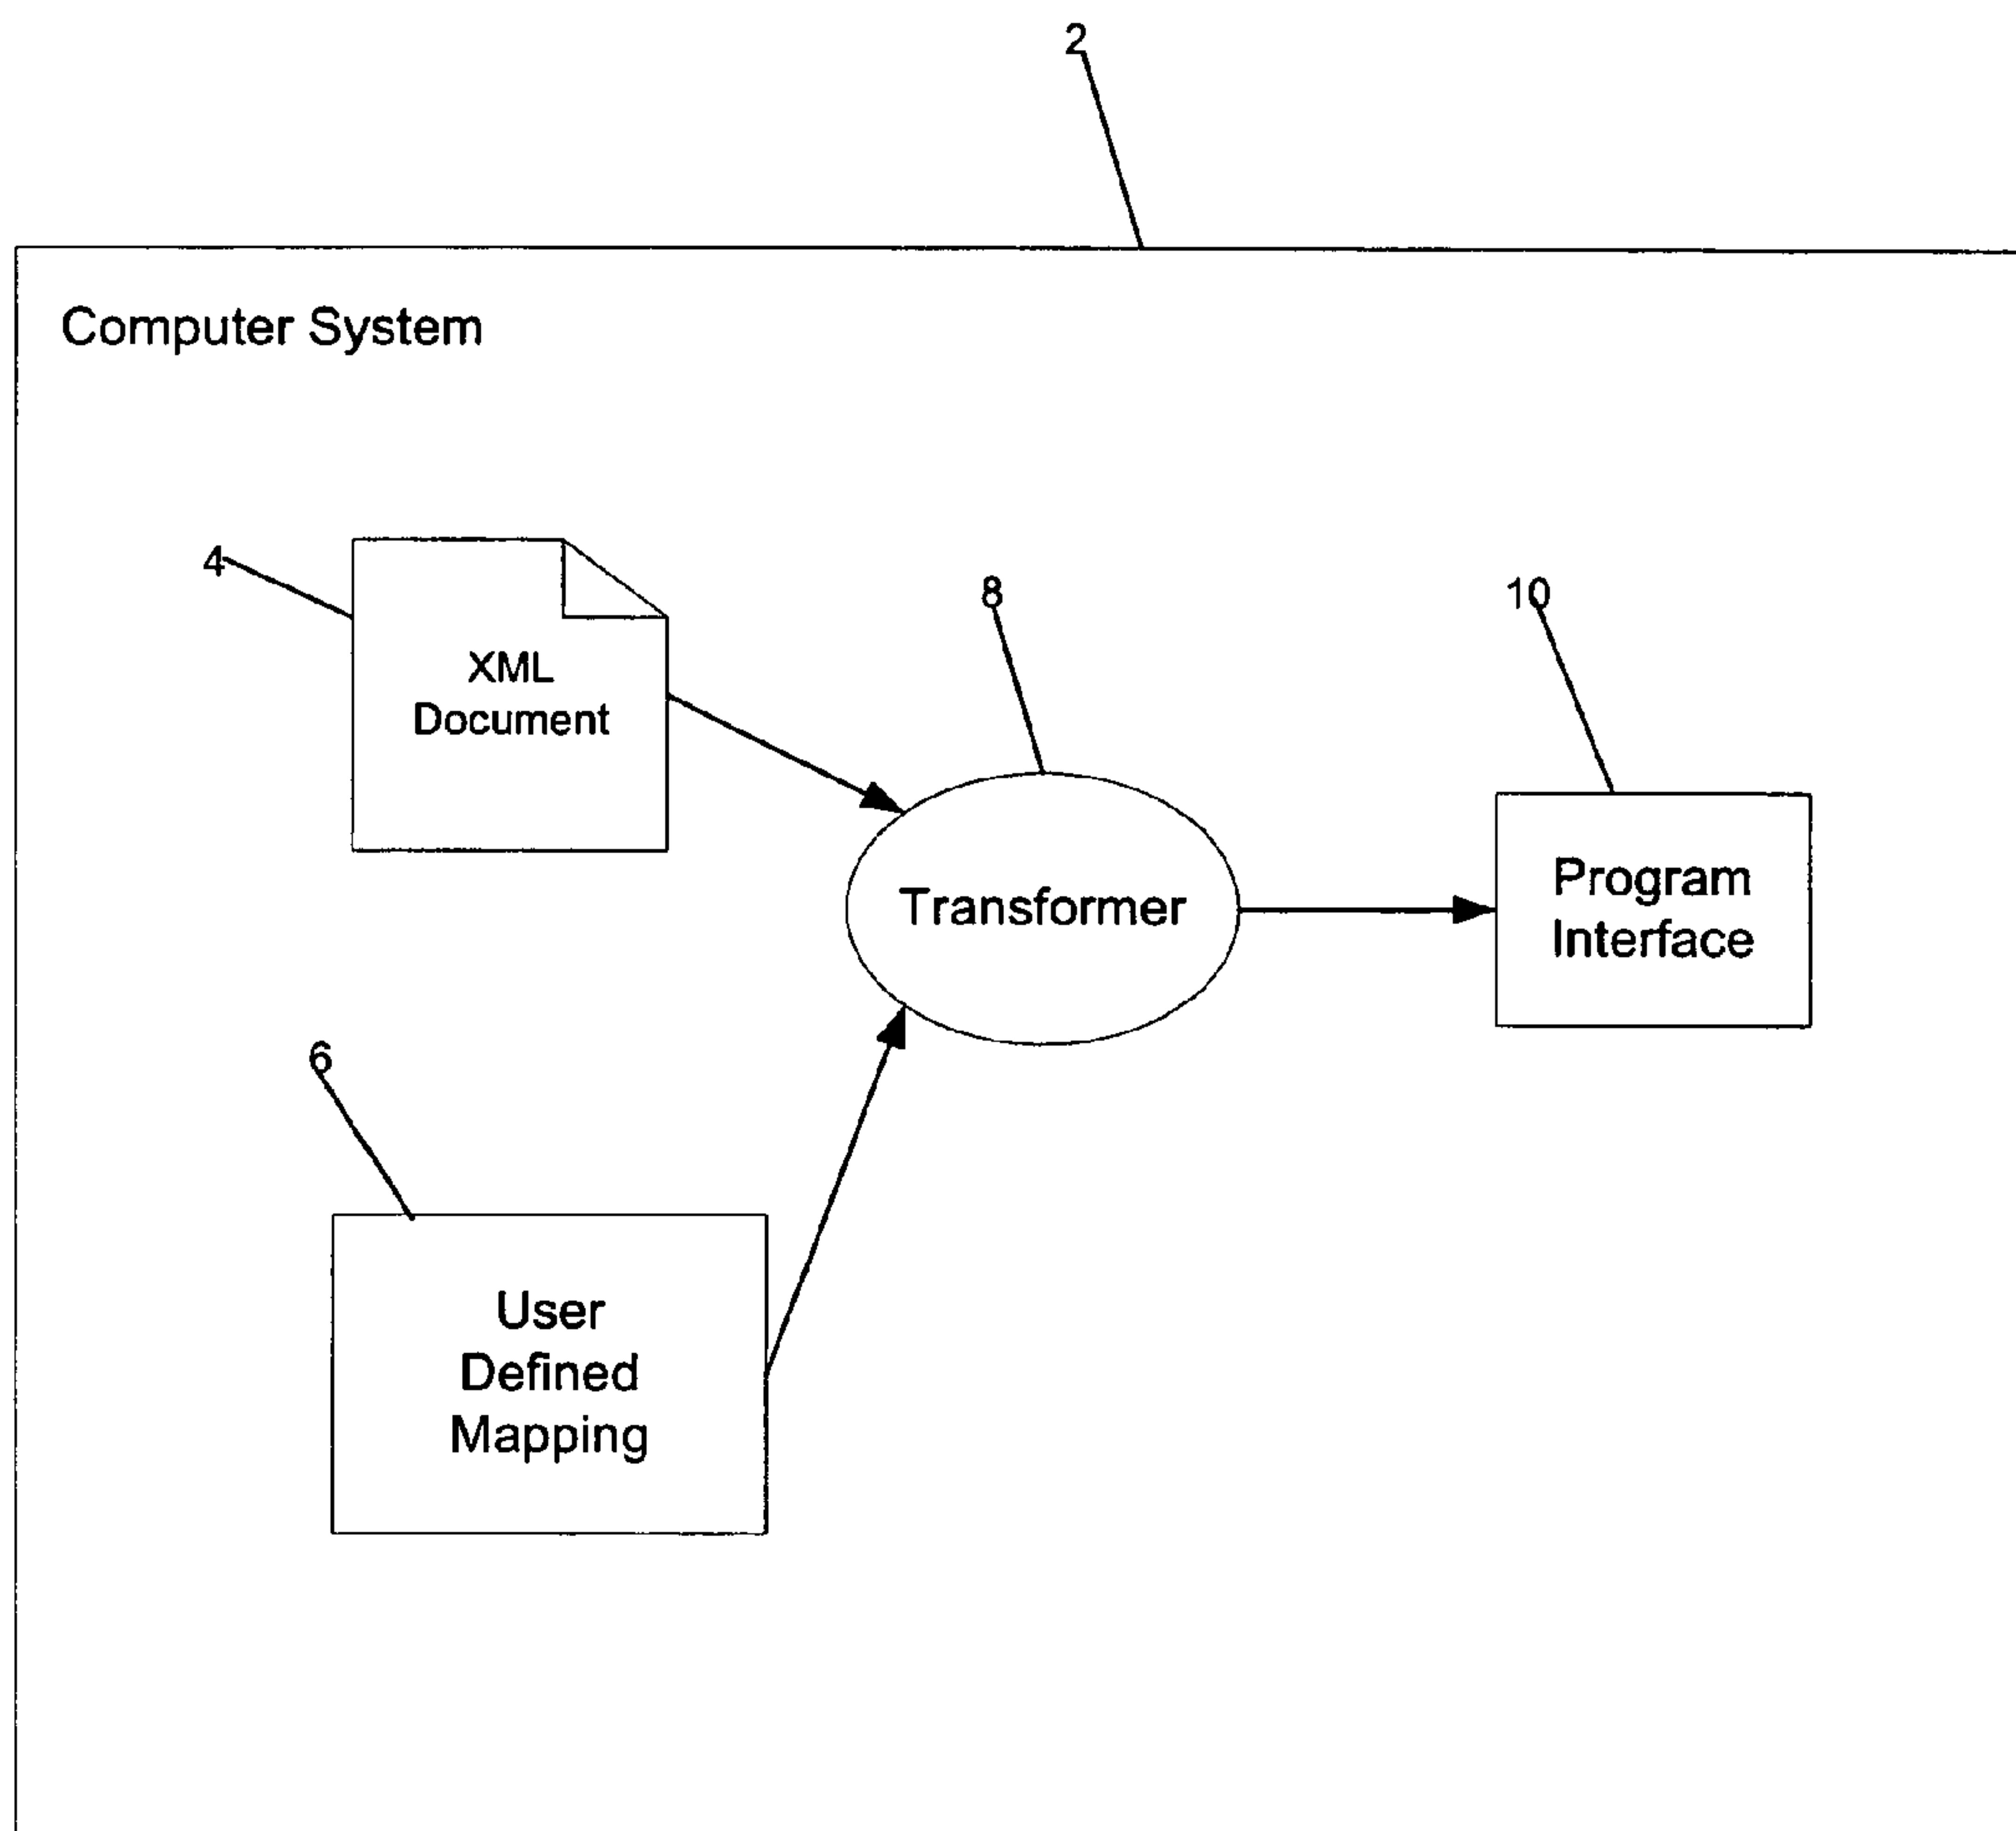 2
Computer System
4
XML
Document
8
10
Transformer
Program
Interface
6
User
Defined
Mapping